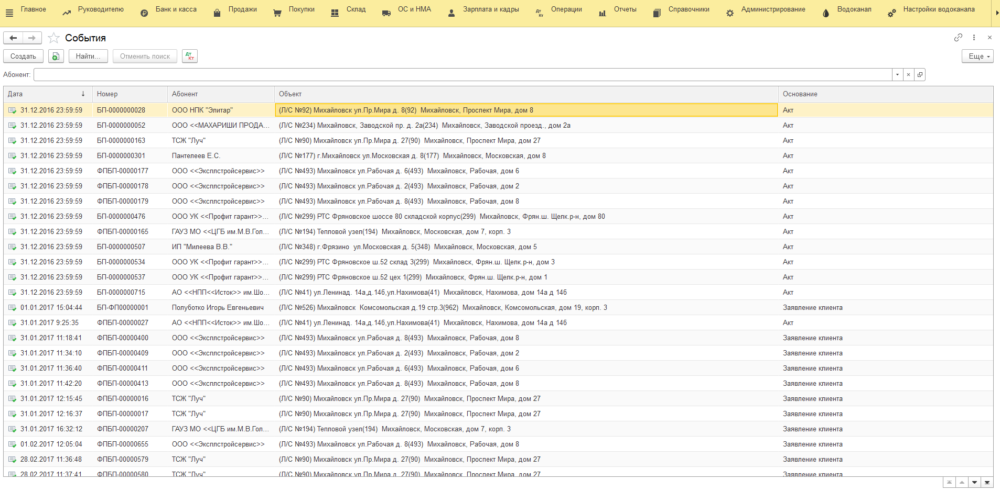 Главное Руководителю Банк и касса Продажи Покупки Склад ОС и НМА Зарплата и кадры Дт Кт Операции Отчеты Справочники Администрирование Водоканал Настройки водоканала
События
Создать Найти... Отменить поиск Дт Кт Еще
Абонент:
Дата Номер Абонент Объект Основание
31.12.2016 23:59:59 БП-0000000028 ООО НПК "Элитар" (Л/С №92) Михайловск ул.Пр.Мира д. 8(92) Михайловск, Проспект Мира, дом 8 Акт
31.12.2016 23:59:59 БП-0000000052 ООО <<МАХАРИШИ ПРОДА... (Л/С №234) Михайловск, Заводской пр. д. 2а(234) Михайловск, Заводской проезд., дом 2а Акт
31.12.2016 23:59:59 БП-0000000163 ТСЖ "Луч" (Л/С №90) Михайловск ул.Пр.Мира д. 27(90) Михайловск, Проспект Мира, дом 27 Акт
31.12.2016 23:59:59 БП-0000000301 Пантелеев Е.С. (Л/С №177) г.Михайловск ул.Московская д. 8(177) Михайловск, Московская, дом 8 Акт
31.12.2016 23:59:59 ФПБП-00000177 ООО <<Эксплстройсервис>> (Л/С №493) Михайловск ул.Рабочая д. 6(493) Михайловск, Рабочая, дом 6 Акт
31.12.2016 23:59:59 ФПБП-00000178 ООО <<Эксплстройсервис>> (Л/С №493) Михайловск ул.Рабочая д. 2(493) Михайловск, Рабочая, дом 2 Акт
31.12.2016 23:59:59 ФПБП-00000179 ООО <<Эксплстройсервис>> (Л/С №493) Михайловск ул.Рабочая д. 8(493) Михайловск, Рабочая, дом 8 Акт
31.12.2016 23:59:59 БП-0000000476 ООО УК <<Профит гарант>>... (Л/С №299) РТС Фряновское шоссе 80 складской корпус(299) Михайловск, Фрян.ш. Щелк.р-н, дом 80 Акт
31.12.2016 23:59:59 ФПБП-00000165 ГАУЗ МО <<ЦГБ им.М.В.Гол... (Л/С №194) Тепловой узел(194) Михайловск, Московская, дом 7, корп. 3 Акт
31.12.2016 23:59:59 БП-0000000507 ИП "Милеева В.В." (Л/С №348) г.Фрязино ул.Московская д. 5(348) Михайловск, Московская, дом 5 Акт
31.12.2016 23:59:59 БП-0000000534 ООО УК <<Профит гарант>>... (Л/С №299) РТС Фряновское ш.52 склад 3(299) Михайловск, Фрян.ш. Щелк.р-н, дом 3 Акт
31.12.2016 23:59:59 БП-0000000537 ООО УК <<Профит гарант>>... (Л/С №299) РТС Фряновское ш.52 цех 1(299) Михайловск, Фрян.ш. Щелк.р-н, дом 1 Акт
31.12.2016 23:59:59 БП-0000000715 АО <<НПП<<Исток>> им.Шо... (Л/С №41) ул.Ленинад. 14а,д.14б,ул.Нахимова(41) Михайловск, Нахимова, дом 14а д 14б Акт
01.01.2017 15:04:44 БП-ФП00000001 Полуботко Игорь Евгеньевич (Л/С №526) Михайловск Комсомольская д.19 стр.3(962) Михайловск, Комсомольская, дом 19, корп. 3 Заявление клиента
31.01.2017 9:25:35 ФПБП-00000027 АО <<НПП<<Исток>> им.Шо... (Л/С №41) ул.Ленинад. 14а,д.14б,ул.Нахимова(41) Михайловск, Нахимова, дом 14а д 14б Акт
31.01.2017 11:18:41 ФПБП-00000400 ООО <<Эксплстройсервис>> (Л/С №493) Михайловск ул.Рабочая д. 8(493) Михайловск, Рабочая, дом 8 Заявление клиента
31.01.2017 11:34:10 ФПБП-00000409 ООО <<Эксплстройсервис>> (Л/С №493) Михайловск ул.Рабочая д. 2(493) Михайловск, Рабочая, дом 2 Заявление клиента
31.01.2017 11:36:40 ФПБП-00000411 ООО <<Эксплстройсервис>> (Л/С №493) Михайловск ул.Рабочая д. 6(493) Михайловск, Рабочая, дом 6 Заявление клиента
31.01.2017 11:42:20 ФПБП-00000413 ООО <<Эксплстройсервис>> (Л/С №493) Михайловск ул.Рабочая д. 8(493) Михайловск, Рабочая, дом 8 Заявление клиента
31.01.2017 12:15:45 ФПБП-00000016 ТСЖ "Луч" (Л/С №90) Михайловск ул.Пр.Мира д. 27(90) Михайловск, Проспект Мира, дом 27 Заявление клиента
31.01.2017 12:16:37 ФПБП-00000017 ТСЖ "Луч" (Л/С №90) Михайловск ул.Пр.Мира д. 27(90) Михайловск, Проспект Мира, дом 27 Заявление клиента
31.01.2017 16:32:12 ФПБП-00000207 ГАУЗ МО <<ЦГБ им.М.В.Гол... (Л/С №194) Тепловой узел(194) Михайловск, Московская, дом 7, корп. 3 Заявление клиента
01.02.2017 12:05:04 ФПБП-00000655 ООО <<Эксплстройсервис>> (Л/С №493) Михайловск ул.Рабочая д. 8(493) Михайловск, Рабочая, дом 8 Заявление клиента
28.02.2017 11:36:48 ФПБП-00000579 ТСЖ "Луч" (Л/С №90) Михайловск ул.Пр.Мира д. 27(90) Михайловск, Проспект Мира, дом 27 Заявление клиента
28.02.2017 11:37:41 ФПБП-00000580 ТСЖ "Луч" (Л/С №90) Михайловск ул.Пр.Мира д. 27(90) Михайловск, Проспект Мира, дом 27 Заявление клиента